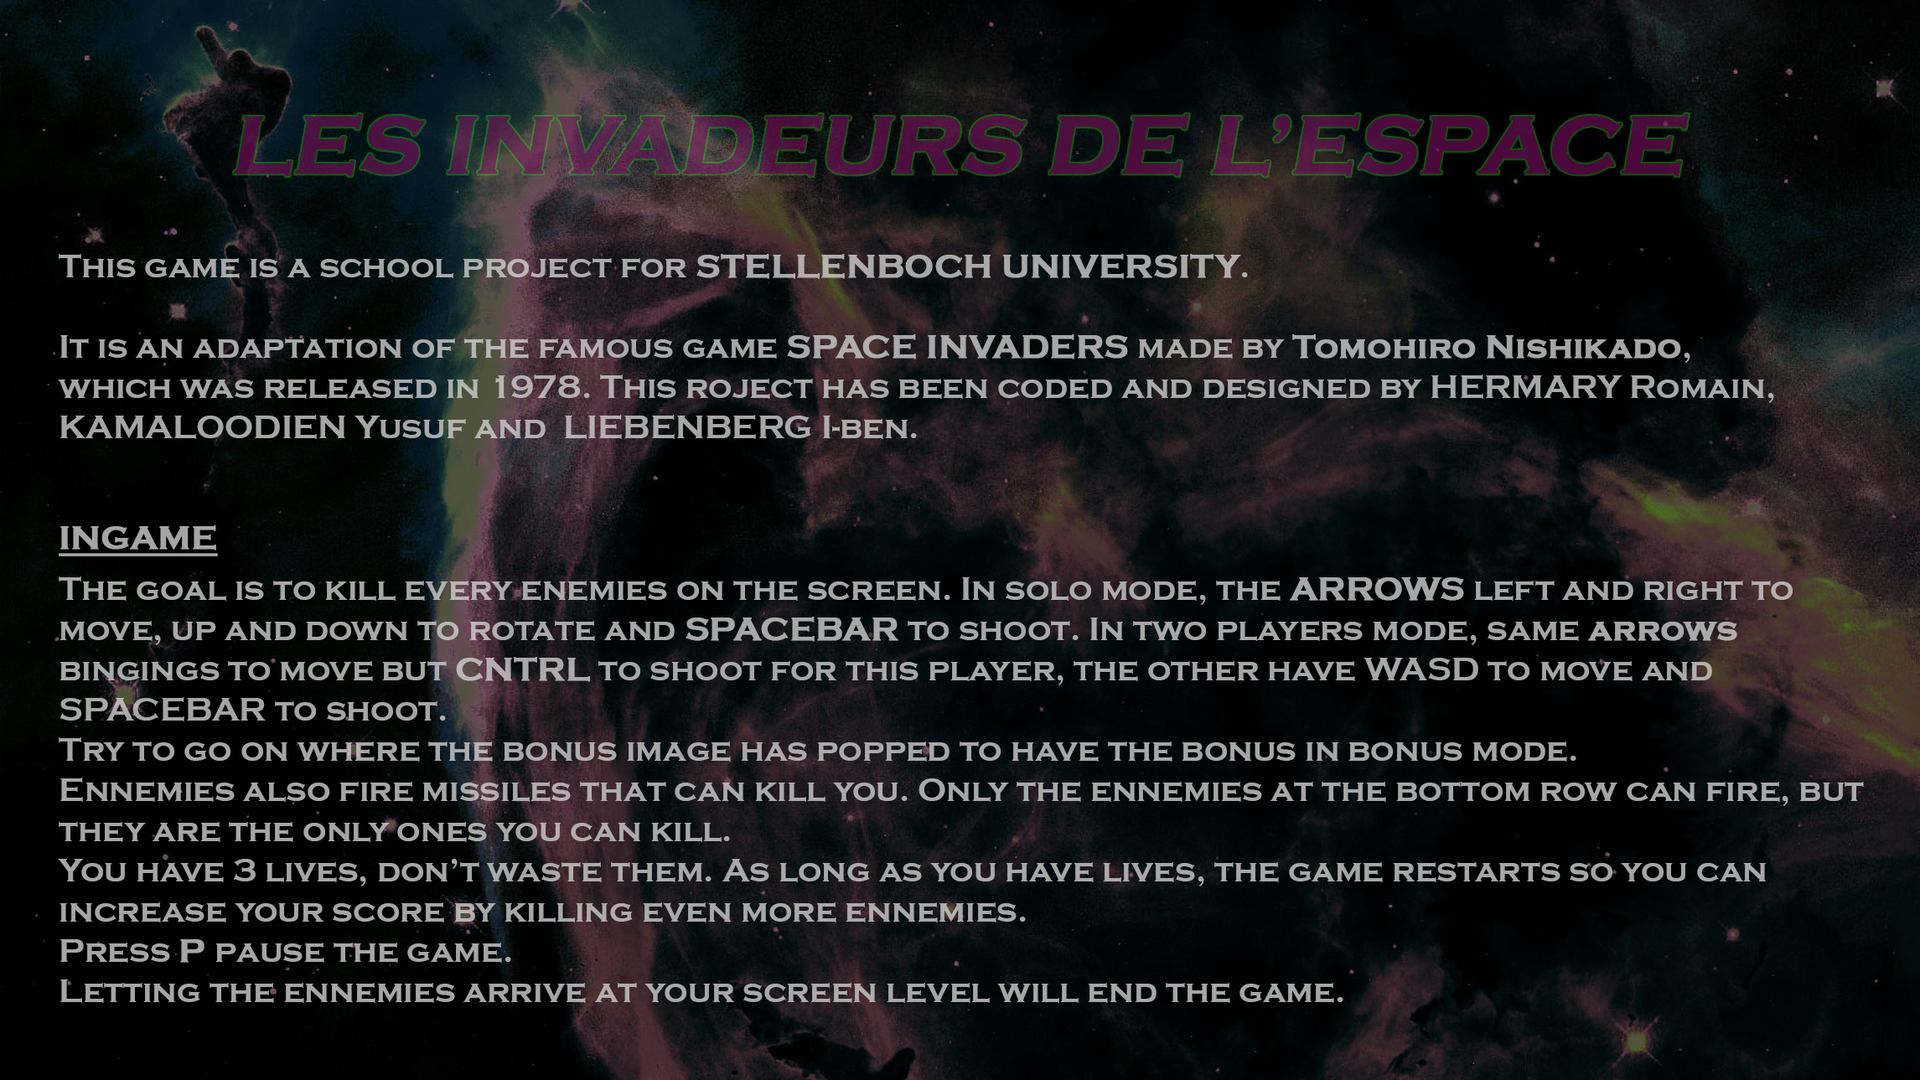 LES INVADEURS DE L’ESPACE
This game is a school project for STELLENBOCH UNIVERSITY.
It is an adaptation of the famous game SPACE INVADERS made by Tomohiro Nishikado,
which was released in 1978. This roject has been coded and designed by HERMARY Romain,
KAMALOODIEN Yusuf and LIEBENBERG I-ben.
INGAME
The goal is to kill every enemies on the screen. In solo mode, the ARROWS left and right to
move, up and down to rotate and SPACEBAR to shoot. In two players mode, same arrows
bingings to move but CNTRL to shoot for this player, the other have WASD to move and
SPACEBAR to shoot.
Try to go on where the bonus image has popped to have the bonus in bonus mode.
Ennemies also fire missiles that can kill you. Only the ennemies at the bottom row can fire, but
they are the only ones you can kill.
You have 3 lives, don’t waste them. As long as you have lives, the game restarts so you can
increase your score by killing even more ennemies.
Press P pause the game.
Letting the ennemies arrive at your screen level will end the game.